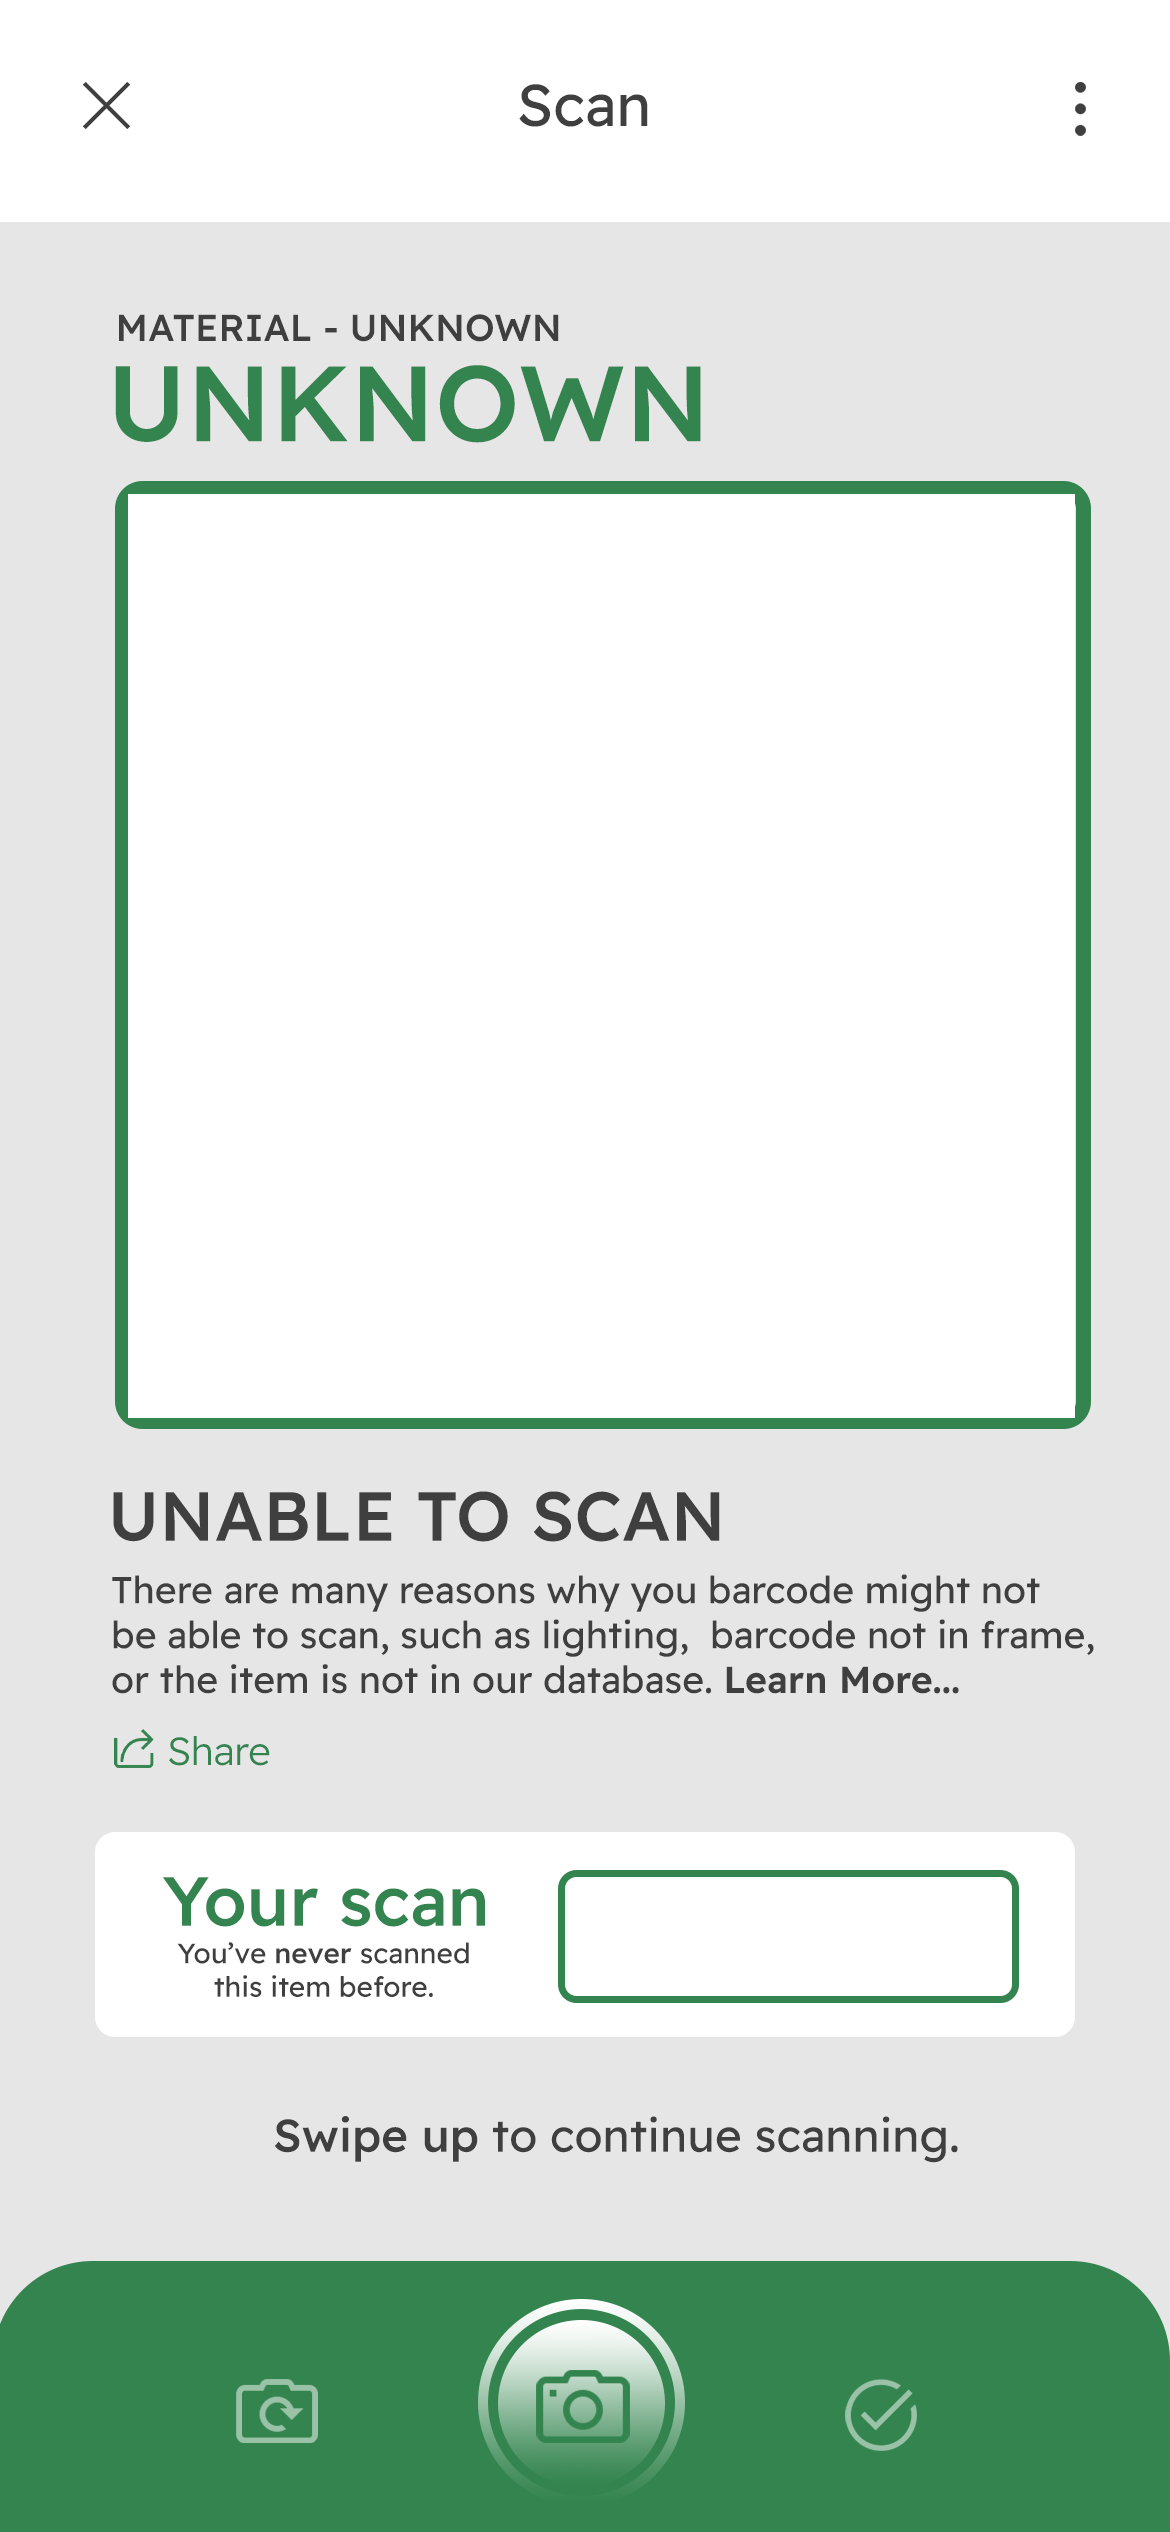 Scan
MATERIAL - UNKNOWN
UNKNOWN
UNABLE TO SCAN
There are many reasons why you barcode might not
be able to scan, such as lighting,  barcode not in frame,
or the item is not in our database. Learn More...
Share
Your scan
You’ve never scanned
this item before.
Swipe up to continue scanning.